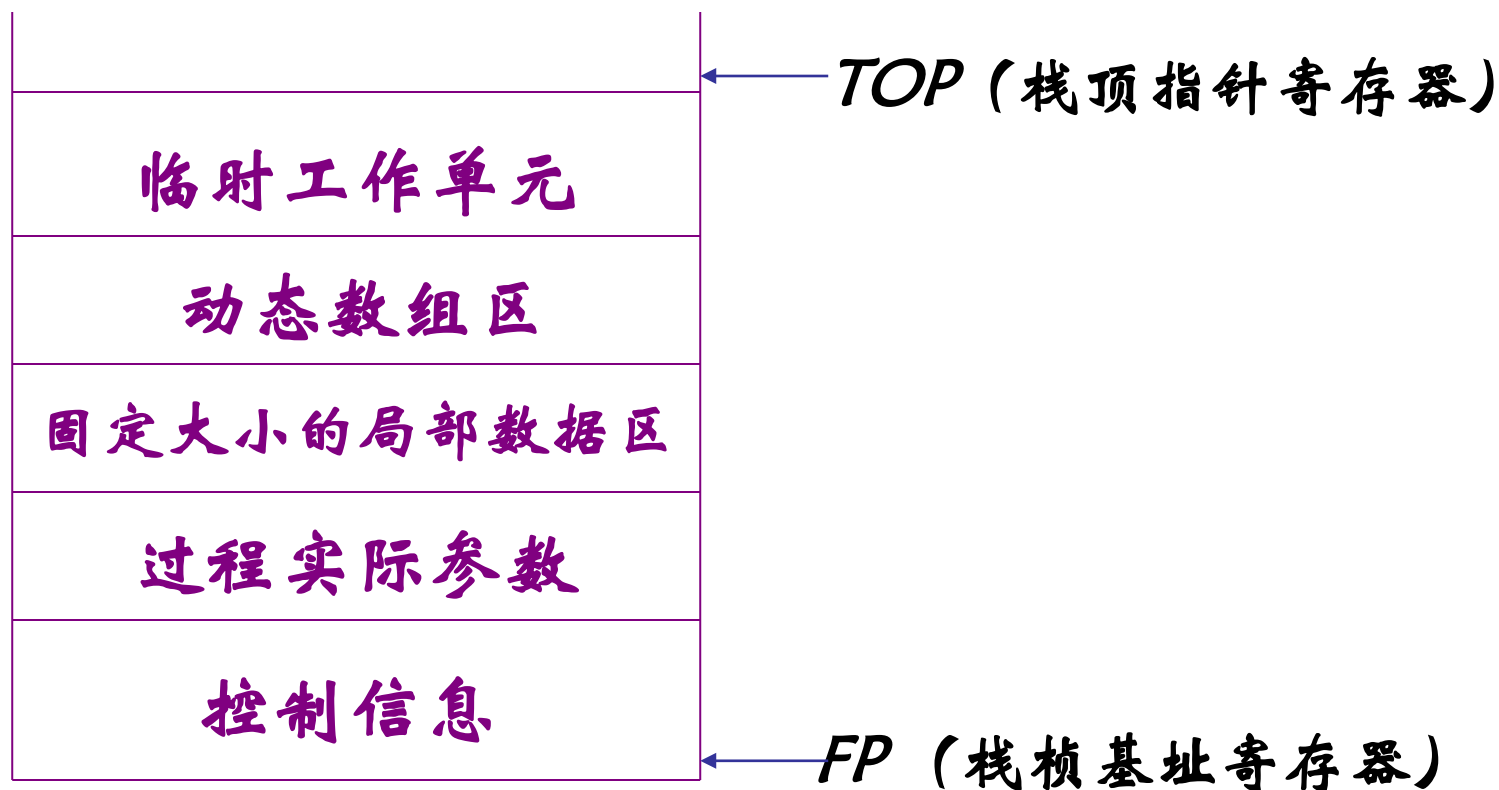 TOP（栈顶指针寄存器）
临时工作单元
动态数组区
固定大小的局部数据区
过程实际参数
控制信息
FP（栈桢基址寄存器）